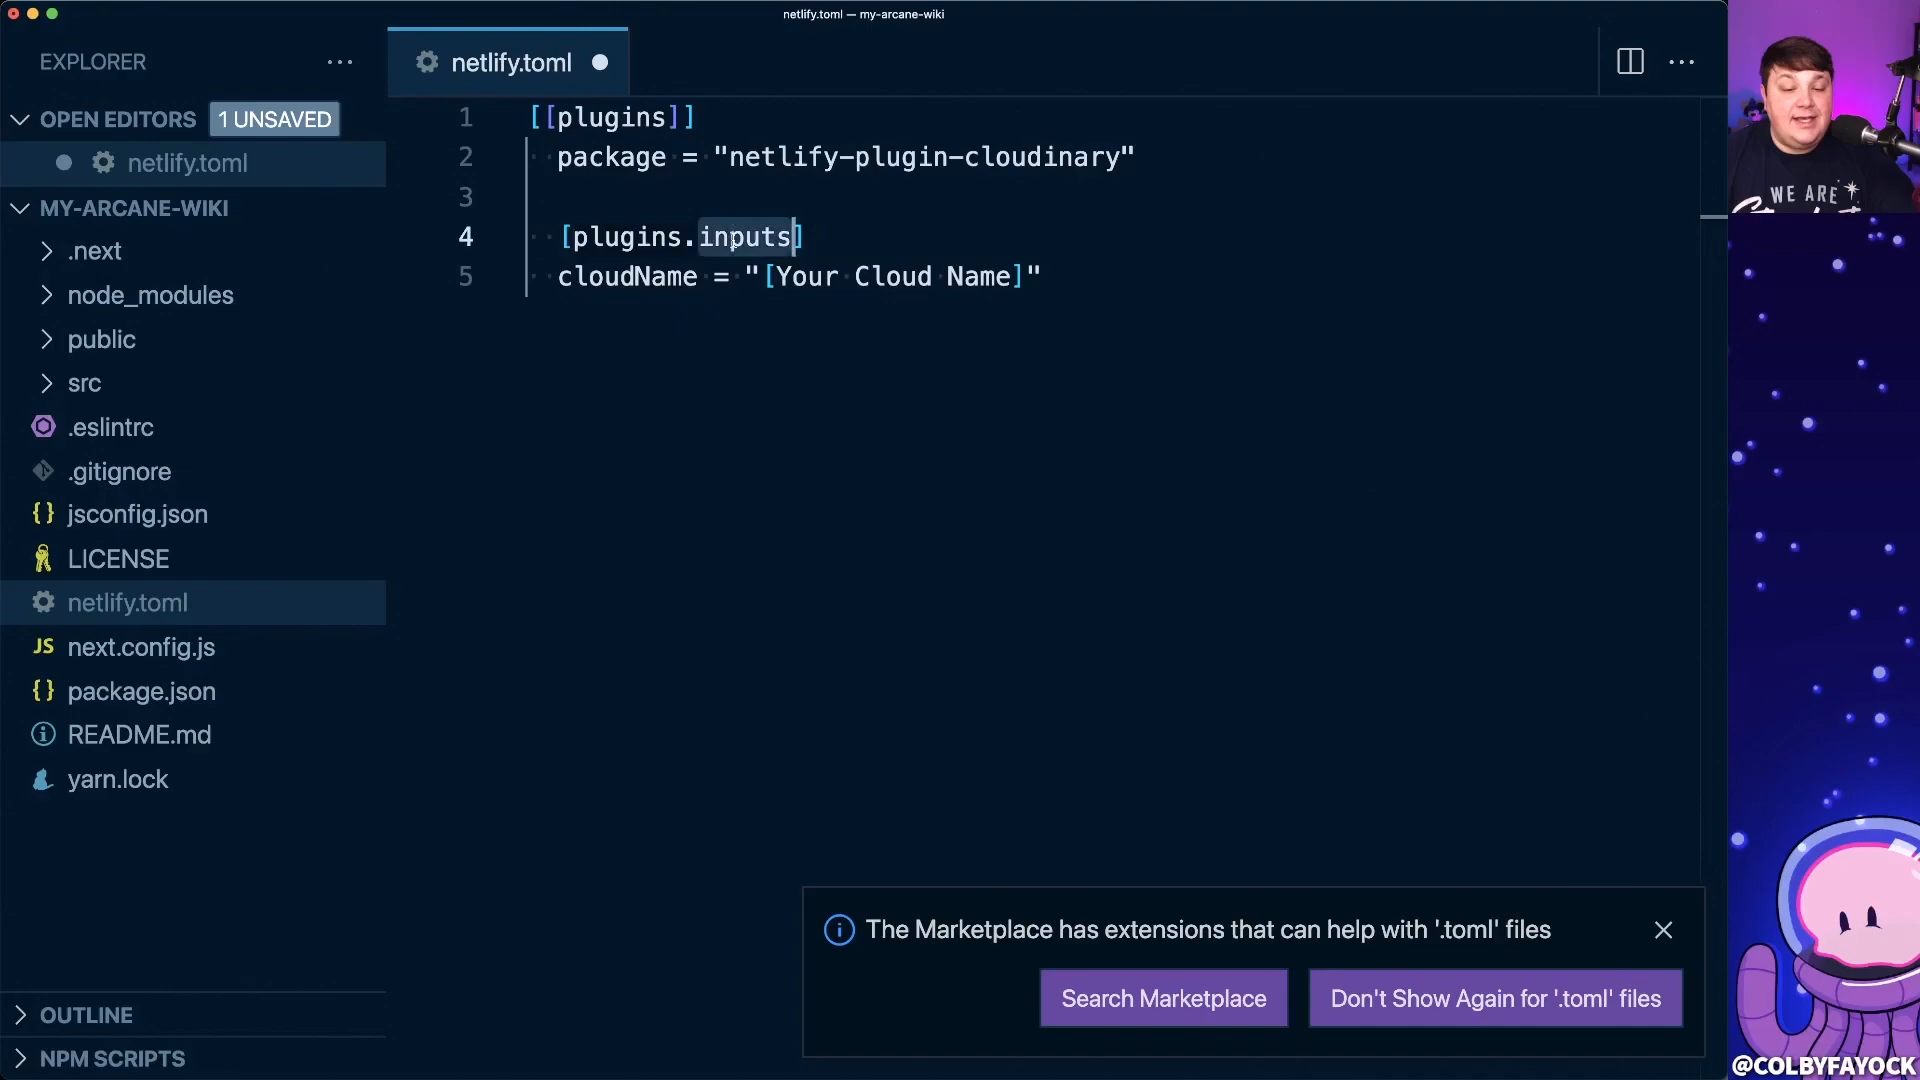 netlify.toml — my-arcane-wiki
EXPLORER
OPEN EDITORS 1 UNSAVED
netlify.toml
MY-ARCANE-WIKI
.next
node_modules
public
src
.eslintrc
.gitignore
jsconfig.json
LICENSE
netlify.toml
next.config.js
package.json
README.md
yarn.lock
OUTLINE
NPM SCRIPTS
netlify.toml
1 [[plugins]]
2 package = "netlify-plugin-cloudinary"
3
4 [plugins.inputs]
5 cloudName = "[Your Cloud Name]"
The Marketplace has extensions that can help with '.toml' files
Search Marketplace
Don't Show Again for '.toml' files
WE ARE
@COLBYFAYOCK